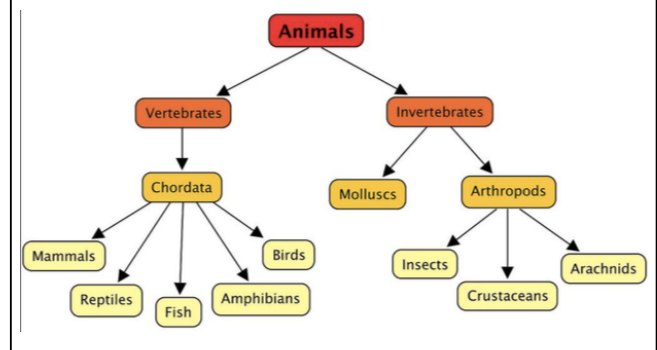 Animals
Vertebrates
Invertebrates
Chordata
Molluscs
Arthropods
Mammals
Birds
Insects
Arachnids
Reptiles
Fish
Amphibians
Crustaceans